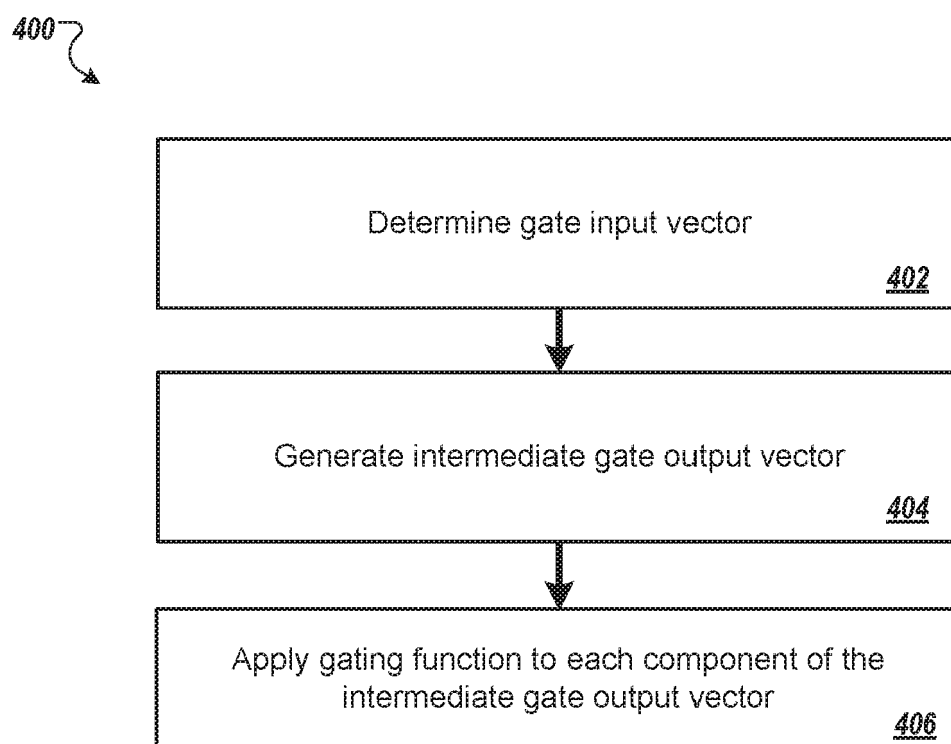 400
Determine gate input vector
402
Generate intermediate gate output vector
404
Apply gating function to each component of the
intermediate gate output vector
406